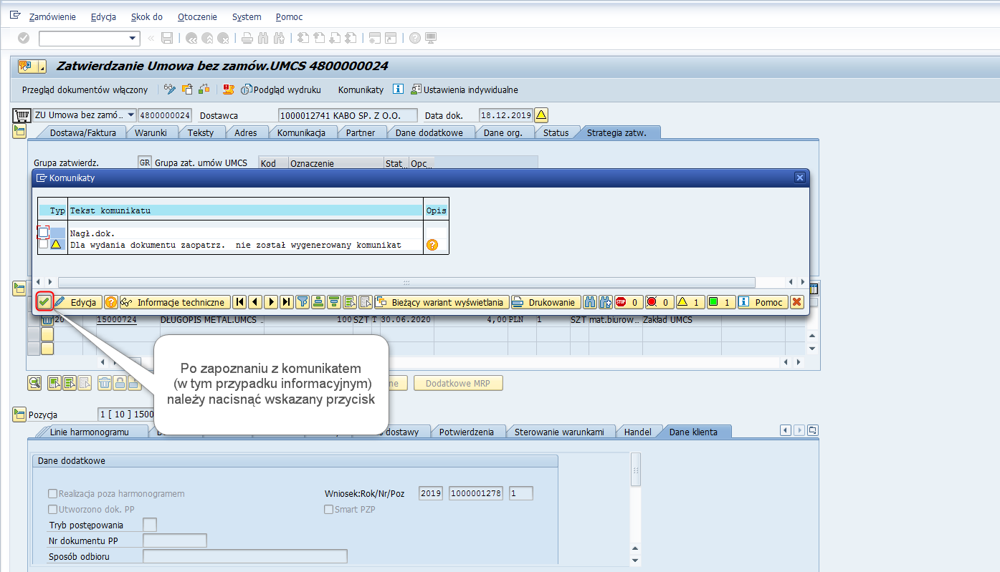 Zamówienie Edycja Skok do Otoczenie System Pomoc
Zatwierdzanie Umowa bez zamów.UMCS 4800000024
Przegląd dokumentów włączony Podgląd wydruku Komunikaty Ustawienia indywidualne
ZU Umowa bez zamó... 4800000024 Dostawca 1000012741 KABO SP. Z O.O. Data dok. 18.12.2019
Dostawa/Faktura Warunki Teksty Adres Komunikacja Partner Dane dodatkowe Dane org. Status Strategia zatw.
Grupa zatwierdz. GR Grupa zat. umów UMCS Kod Oznaczenie Stat... Opc...
Komunikaty
Typ Tekst komunikatu Opis
Nagł.dok.
Dla wydania dokumentu zaopatrz. nie został wygenerowany komunikat
Edycja Informacje techniczne Bieżący wariant wyświetlania Drukowanie STOP 0 0 1 1 Pomoc
20 15000724 DŁUGOPIS METAL.UMCS ... 100 SZT T 30.06.2020 4,00 PLN 1 SZT mat.biurow... Zakład UMCS
Po zapoznaniu z komunikatem
(w tym przypadku informacyjnym)
należy nacisnąć wskazany przycisk
ne Dodatkowe MRP
Pozycja 1 [ 10 ] 1500
Linie harmonogramu dostawy Potwierdzenia Sterowanie warunkami Handel Dane klienta
Dane dodatkowe
Realizacja poza harmonogramem Wniosek:Rok/Nr/Poz 2019 1000001278 1
Utworzono dok. PP Smart PZP
Tryb postępowania
Nr dokumentu PP
Sposób odbioru